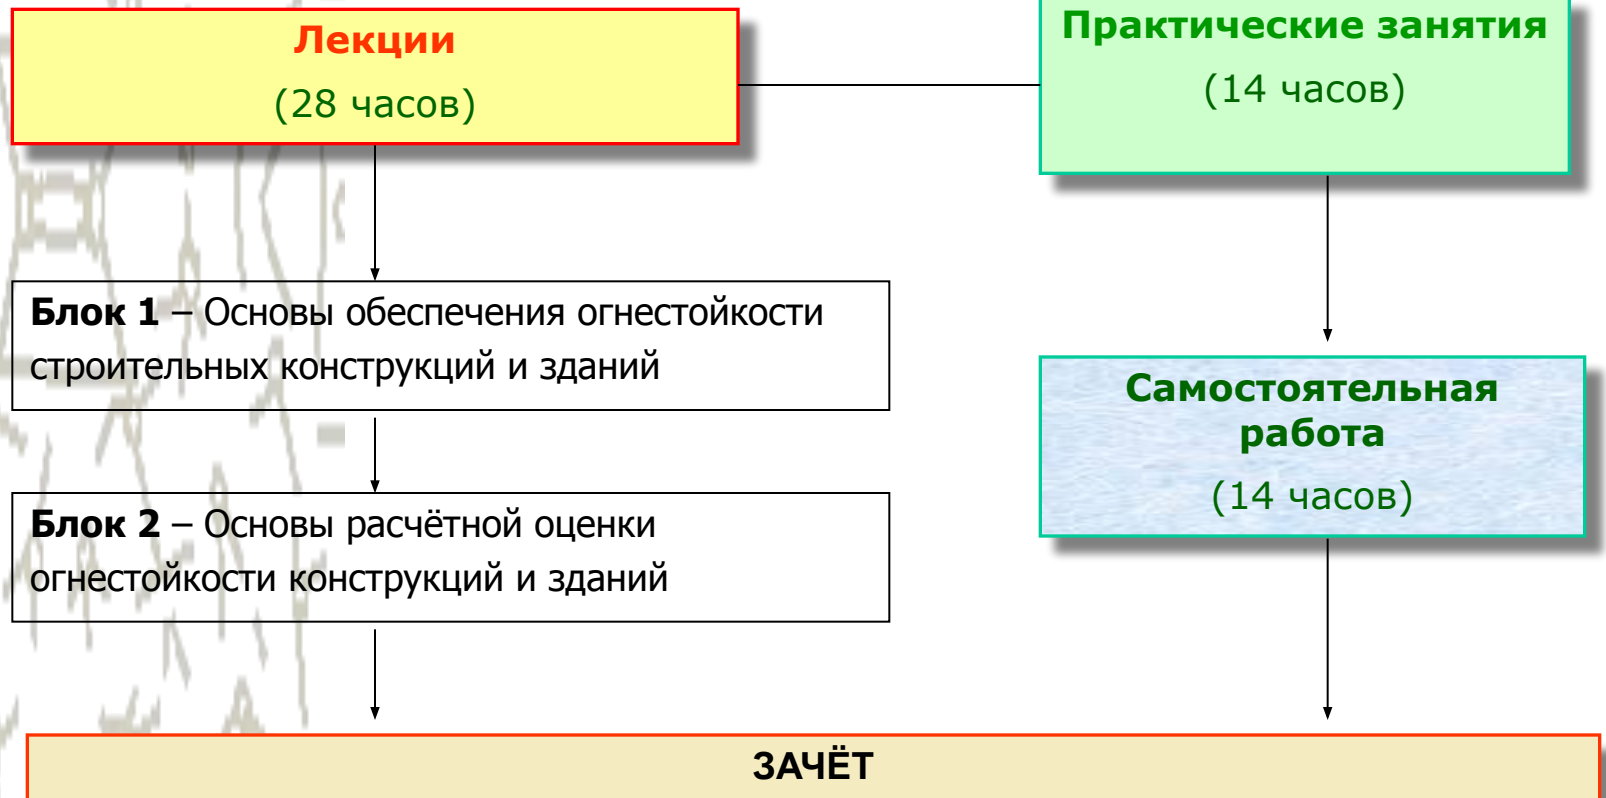 Лекции
(28 часов)
Практические занятия
(14 часов)
Блок 1 – Основы обеспечения огнестойкости
строительных конструкций и зданий
Самостоятельная
работа
(14 часов)
Блок 2 – Основы расчётной оценки
огнестойкости конструкций и зданий
ЗАЧЁТ